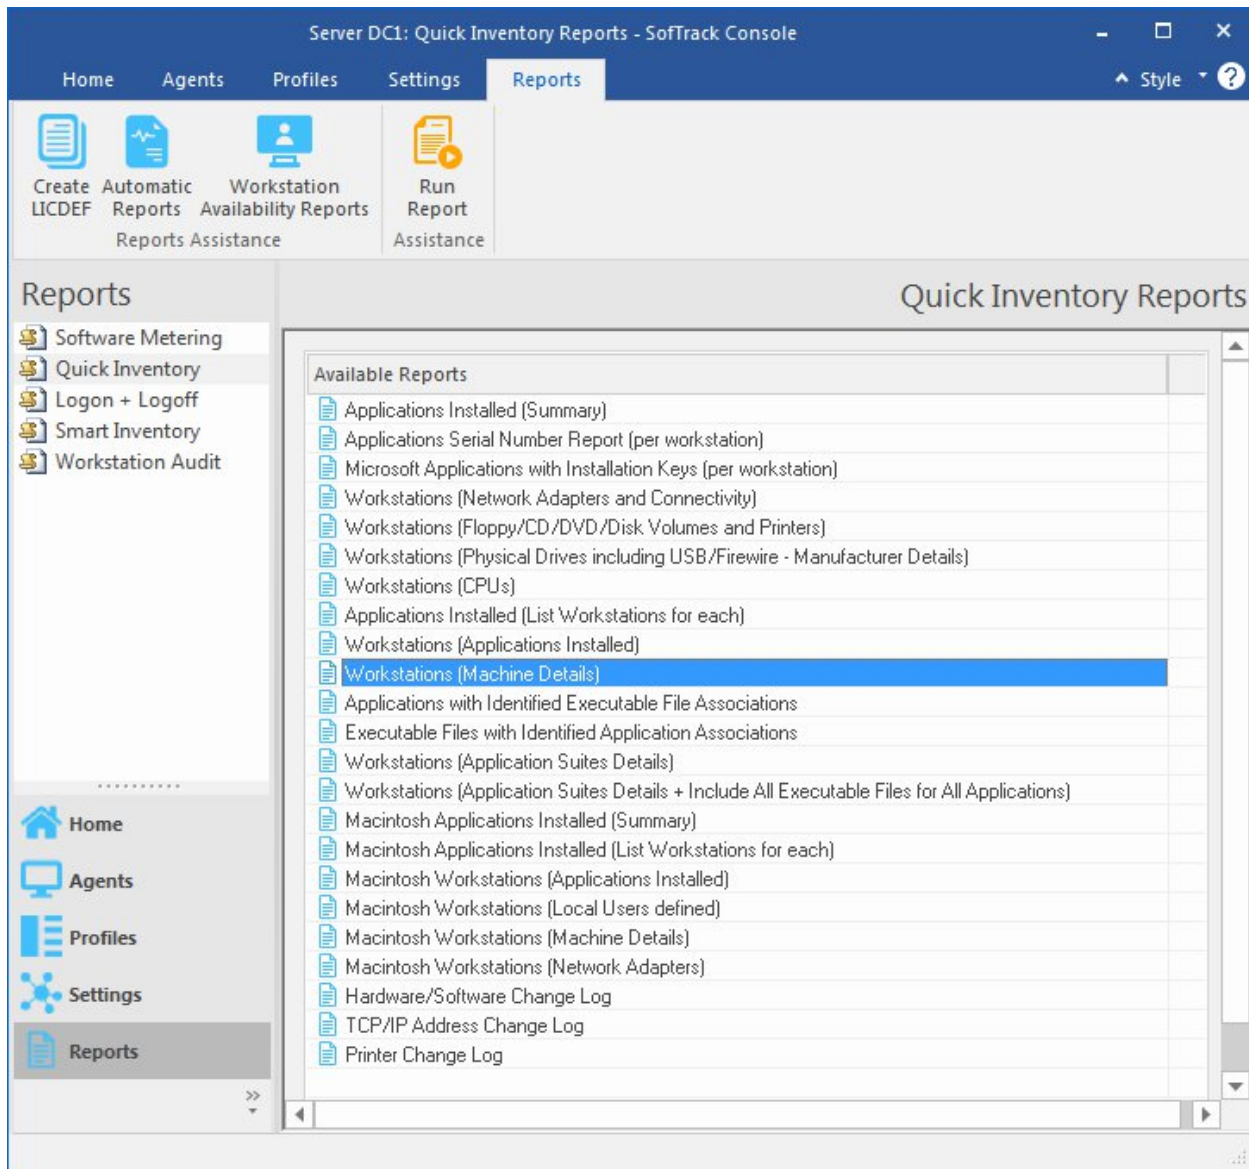 Server DC1: Quick Inventory Reports - SofTrack Console
Home Agents Profiles Settings Reports Style ?
Create LICDEF
Automatic Reports
Workstation Availability Reports
Run Report
Reports Assistance
Assistance
Reports
Quick Inventory Reports
Software Metering
Quick Inventory
Logon + Logoff
Smart Inventory
Workstation Audit
Available Reports
Applications Installed (Summary)
Applications Serial Number Report (per workstation)
Microsoft Applications with Installation Keys (per workstation)
Workstations (Network Adapters and Connectivity)
Workstations (Floppy/CD/DVD/Disk Volumes and Printers)
Workstations (Physical Drives including USB/Firewire - Manufacturer Details)
Workstations (CPUs)
Applications Installed (List Workstations for each)
Workstations (Applications Installed)
Workstations (Machine Details)
Applications with Identified Executable File Associations
Executable Files with Identified Application Associations
Workstations (Application Suites Details)
Workstations (Application Suites Details + Include All Executable Files for All Applications)
Macintosh Applications Installed (Summary)
Macintosh Applications Installed (List Workstations for each)
Macintosh Workstations (Applications Installed)
Macintosh Workstations (Local Users defined)
Macintosh Workstations (Machine Details)
Macintosh Workstations (Network Adapters)
Hardware/Software Change Log
TCP/IP Address Change Log
Printer Change Log
Home
Agents
Profiles
Settings
Reports